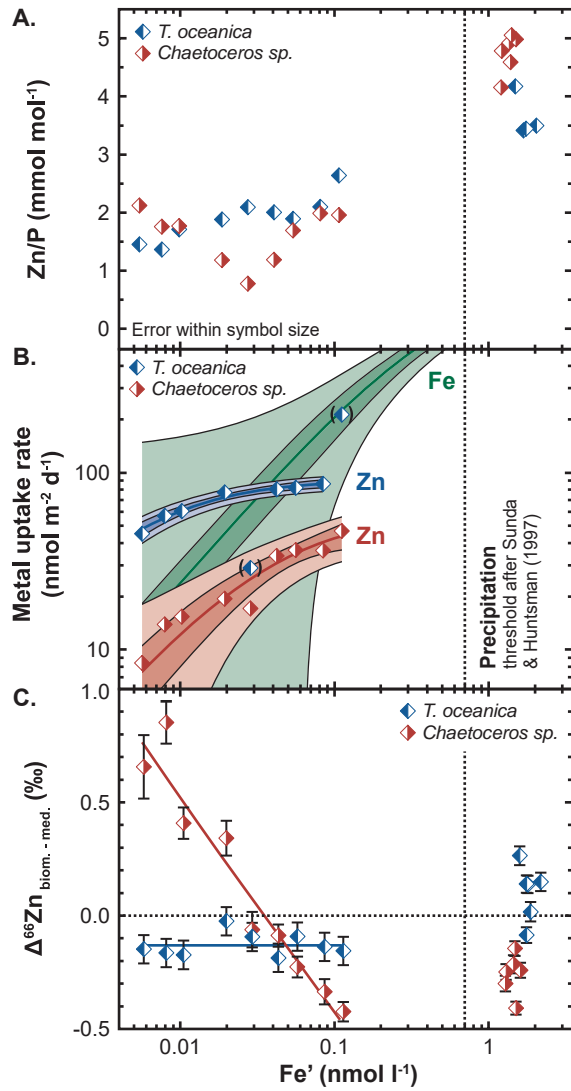 A.
T. oceanica
Chaetoceros sp.
Zn/P (mmol mol⁻¹)
5
4
3
2
1
0
Error within symbol size
B.
T. oceanica
Chaetoceros sp.
Fe
Zn
Zn
( )
( )
Metal uptake rate
(nmol m⁻² d⁻¹)
100
10
Precipitation
threshold after Sunda
& Huntsman (1997)
C.
T. oceanica
Chaetoceros sp.
Δ⁶⁶Zn biom. - med. (‰)
1.0
0.5
0.0
-0.5
0.01
0.1
1
Fe' (nmol l⁻¹)